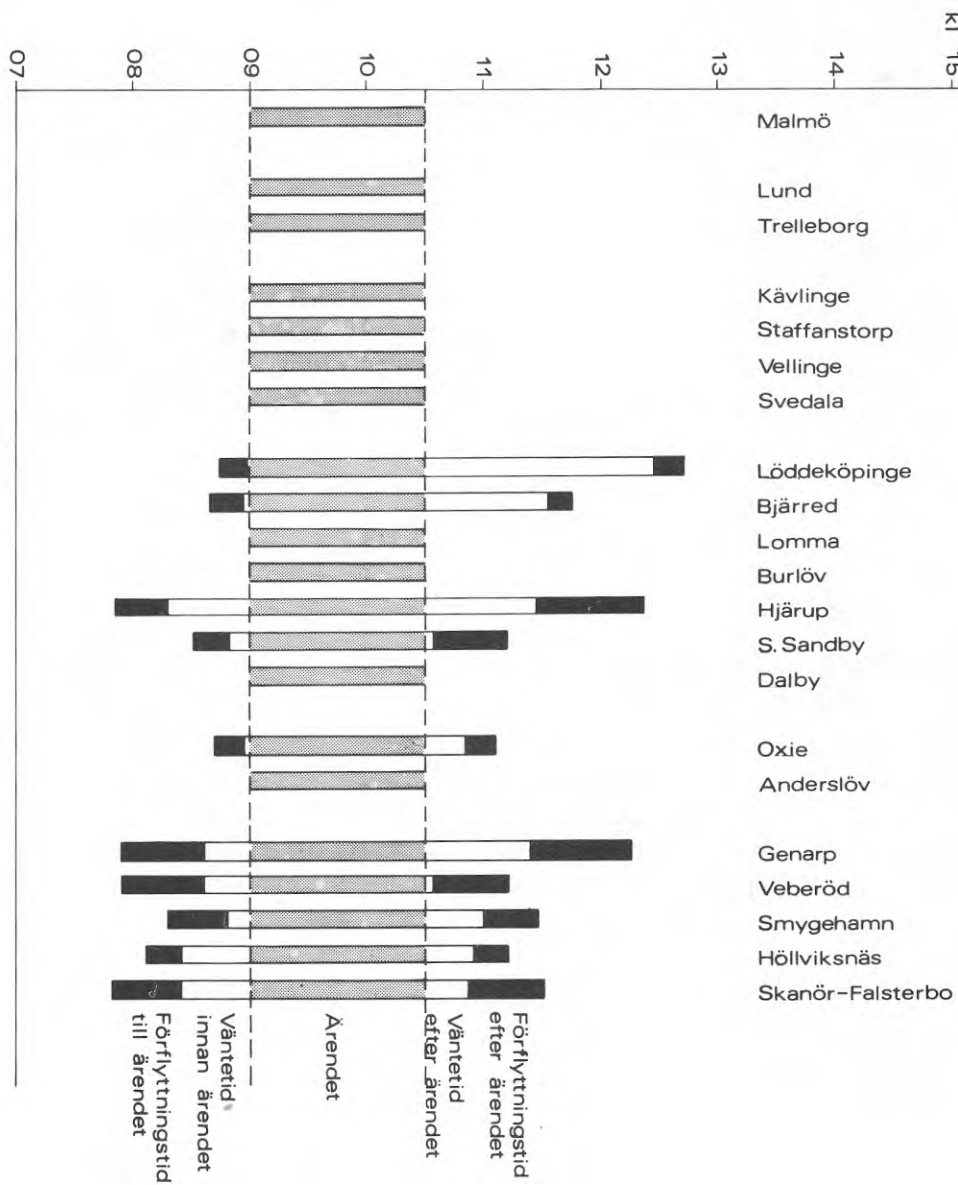 kl 15
14
13
12
11
10
09
08
07
Malmö
Lund
Trelleborg
Kävlinge
Staffanstorp
Vellinge
Svedala
Löddeköpinge
Bjärred
Lomma
Burlöv
Hjärup
S. Sandby
Dalby
Oxie
Anderslöv
Genarp
Veberöd
Smygehamn
Höllviksnäs
Skanör-Falsterbo
Förflyttningstid
efter ärendet
Väntetid
efter ärendet
Ärendet
Väntetid
innan ärendet
Förflyttningstid
till ärendet